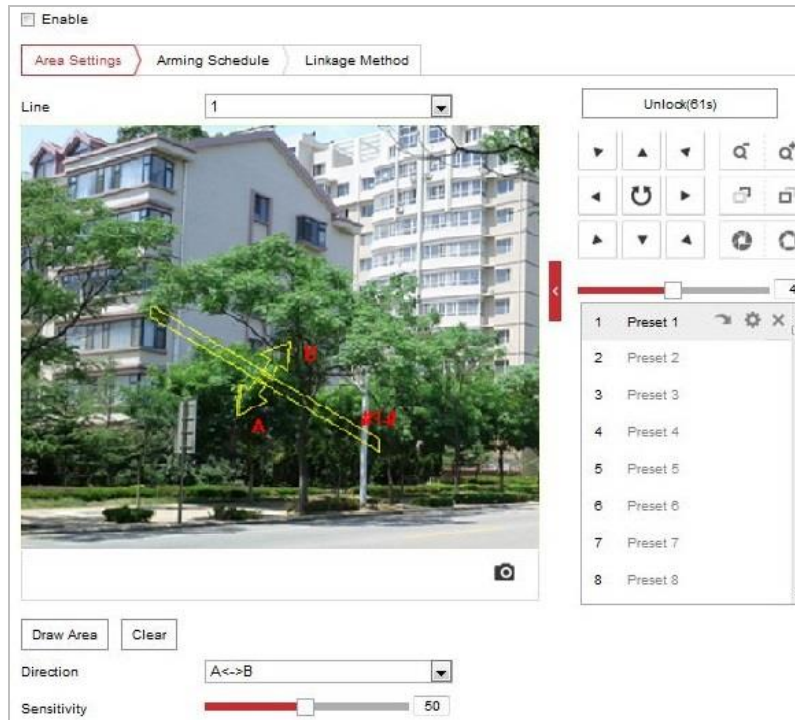 Enable
Area Settings
Arming Schedule
Linkage Method
Line
1
Unlock(61s)
B
A
#1#
4
1 Preset 1
2 Preset 2
3 Preset 3
4 Preset 4
5 Preset 5
6 Preset 6
7 Preset 7
8 Preset 8
Draw Area
Clear
Direction
A<->B
Sensitivity
50